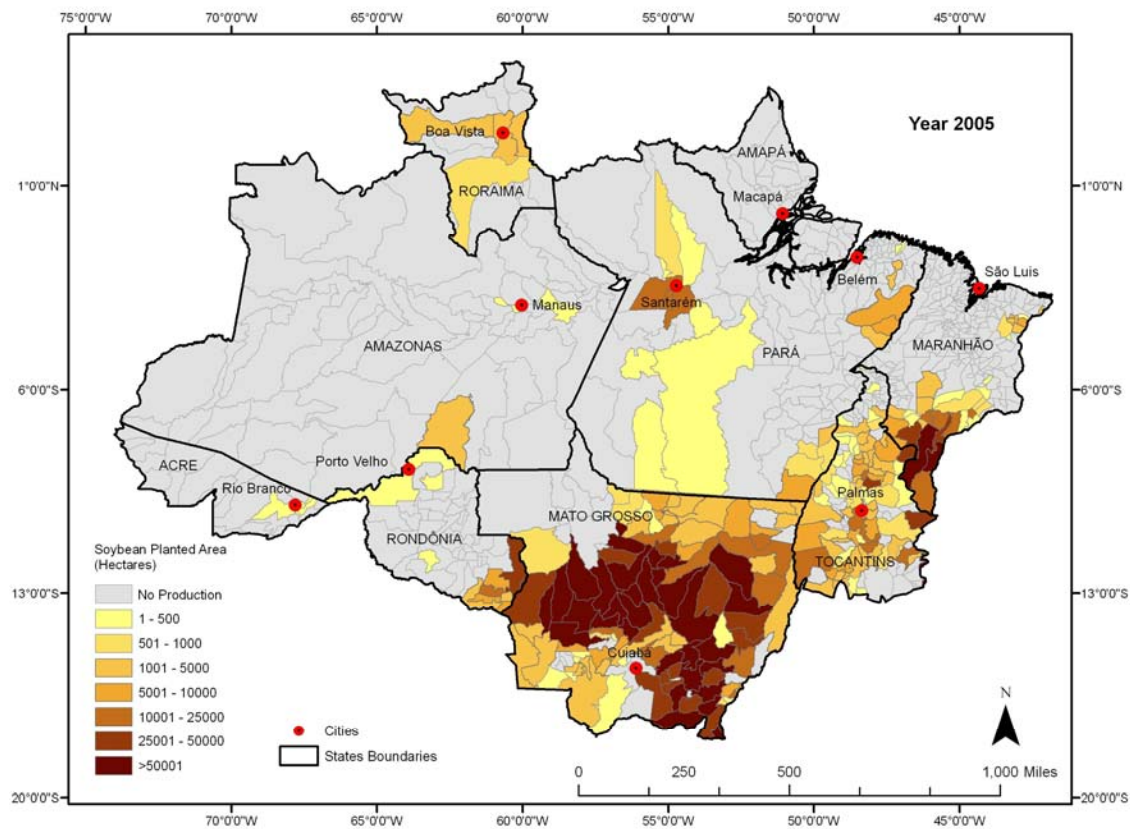 75°0'0"W
70°0'0"W
65°0'0"W
60°0'0"W
55°0'0"W
50°0'0"W
45°0'0"W
Year 2005
Boa Vista
AMAPÁ
1°0'0"N
1°0'0"N
RORAIMA
Macapá
Belém
São Luis
Manaus
Santarém
AMAZONAS
PARÁ
MARANHÃO
6°0'0"S
6°0'0"S
ACRE
Porto Velho
Rio Branco
Palmas
MATO GROSSO
RONDÔNIA
TOCANTINS
Soybean Planted Area
(Hectares)
No Production
1 - 500
501 - 1000
1001 - 5000
5001 - 10000
10001 - 25000
25001 - 50000
>50001
13°0'0"S
13°0'0"S
Cuiabá
Cities
States Boundaries
N
0 250 500 1,000 Miles
20°0'0"S
20°0'0"S
70°0'0"W
65°0'0"W
60°0'0"W
55°0'0"W
50°0'0"W
45°0'0"W